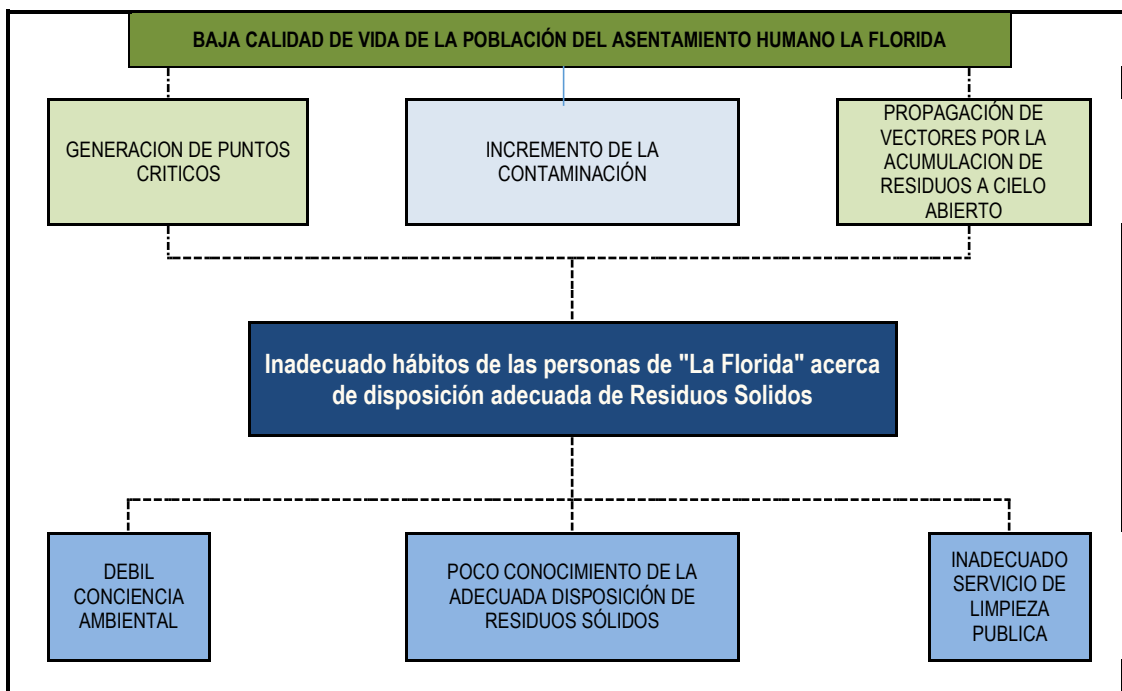 BAJA CALIDAD DE VIDA DE LA POBLACIÓN DEL ASENTAMIENTO HUMANO LA FLORIDA
GENERACION DE PUNTOS
CRITICOS
INCREMENTO DE LA
CONTAMINACIÓN
PROPAGACIÓN DE
VECTORES POR LA
ACUMULACION DE
RESIDUOS A CIELO
ABIERTO
Inadecuado hábitos de las personas de "La Florida" acerca
de disposición adecuada de Residuos Solidos
DEBIL
CONCIENCIA
AMBIENTAL
POCO CONOCIMIENTO DE LA
ADECUADA DISPOSICIÓN DE
RESIDUOS SÓLIDOS
INADECUADO
SERVICIO DE
LIMPIEZA
PUBLICA